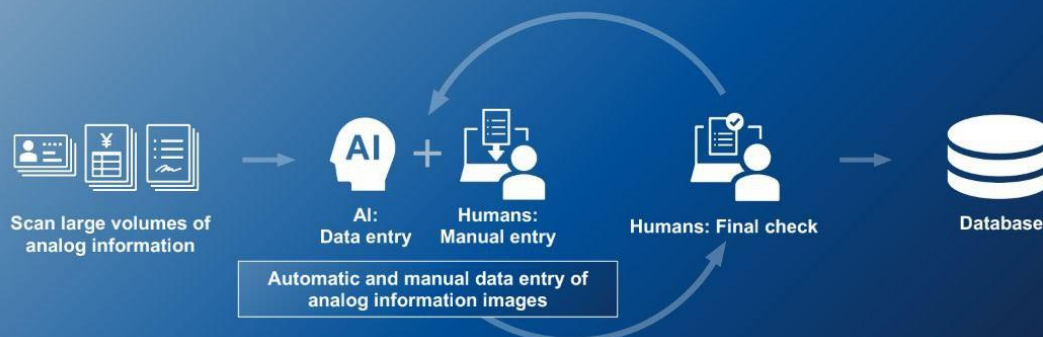 ¥
AI
Scan large volumes of
analog information
AI:
Data entry
Humans:
Manual entry
Humans: Final check
Database
Automatic and manual data entry of
analog information images